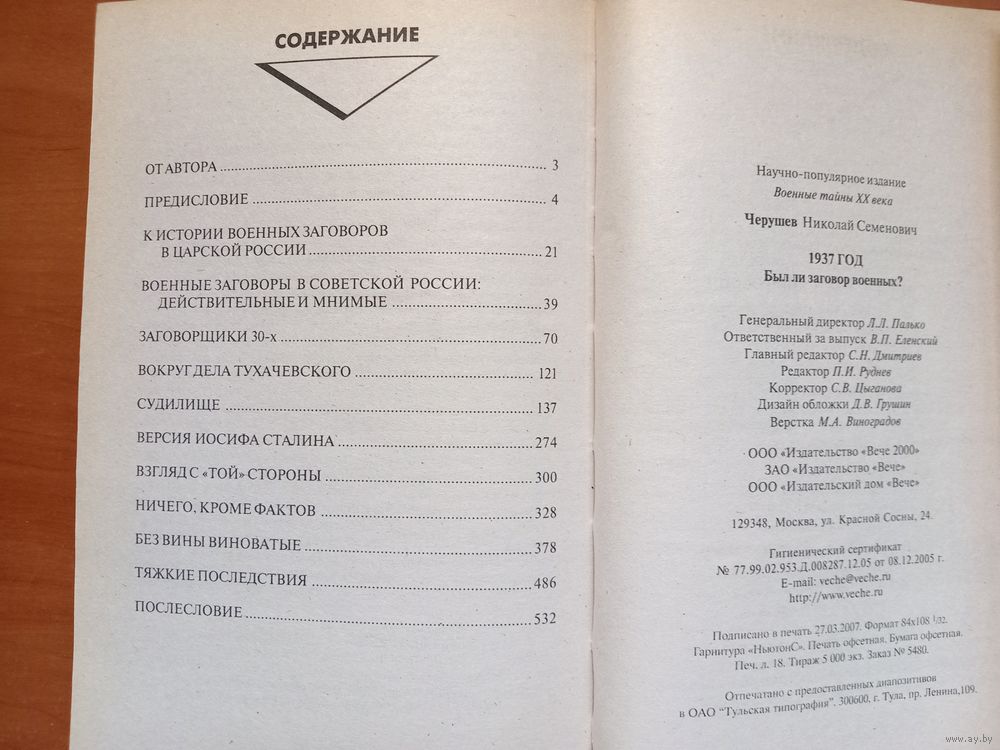 СОДЕРЖАНИЕ
ОТ АВТОРА ........ 3
ПРЕДИСЛОВИЕ ........ 4
К ИСТОРИИ ВОЕННЫХ ЗАГОВОРОВ
В ЦАРСКОЙ РОССИИ ........ 21
ВОЕННЫЕ ЗАГОВОРЫ В СОВЕТСКОЙ РОССИИ:
ДЕЙСТВИТЕЛЬНЫЕ И МНИМЫЕ ........ 39
ЗАГОВОРЩИКИ 30-х ........ 70
ВОКРУГ ДЕЛА ТУХАЧЕВСКОГО ........ 121
СУДИЛИЩЕ ........ 137
ВЕРСИЯ ИОСИФА СТАЛИНА ........ 274
ВЗГЛЯД С «ТОЙ» СТОРОНЫ ........ 300
НИЧЕГО, КРОМЕ ФАКТОВ ........ 328
БЕЗ ВИНЫ ВИНОВАТЫЕ ........ 378
ТЯЖКИЕ ПОСЛЕДСТВИЯ ........ 486
ПОСЛЕСЛОВИЕ ........ 532
Научно-популярное издание
Военные тайны XX века
Черушев Николай Семенович
1937 ГОД
Был ли заговор военных?
Генеральный директор Л.Л. Палько
Ответственный за выпуск В.П. Еленский
Главный редактор С.Н. Дмитриев
Редактор П.И. Руднев
Корректор С.В. Цыганова
Дизайн обложки Д.В. Грушин
Верстка М.А. Виноградов
ООО «Издательство «Вече 2000»
ЗАО «Издательство «Вече»
ООО «Издательский дом «Вече»
129348, Москва, ул. Красной Сосны, 24.
Гигиенический сертификат
№ 77.99.02.953.Д.008287.12.05 от 08.12.2005 г.
E-mail: veche@veche.ru
http://www.veche.ru
Подписано в печать 27.03.2007. Формат 84х108 1/32.
Гарнитура «НьютонС». Печать офсетная. Бумага офсетная.
Печ. л. 18. Тираж 5 000 экз. Заказ № 5480.
Отпечатано с предоставленных диапозитивов
в ОАО "Тульская типография". 300600, г. Тула, пр. Ленина,109.
www.ay.by